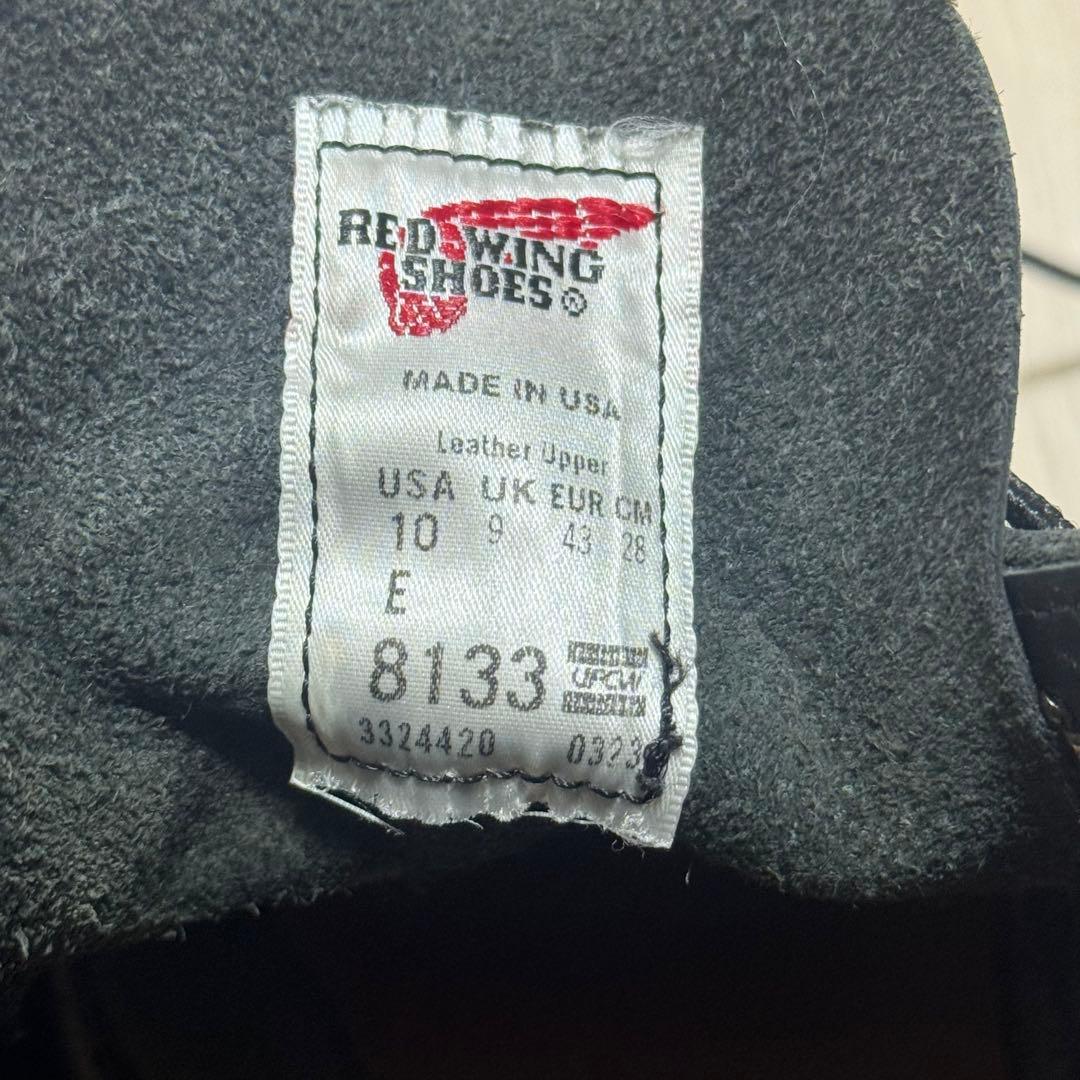 RED WING
SHOES®
MADE IN USA
Leather Upper
USA UK EUR CM
10 9 43 28
E
8133 UFCW
3324420 0323